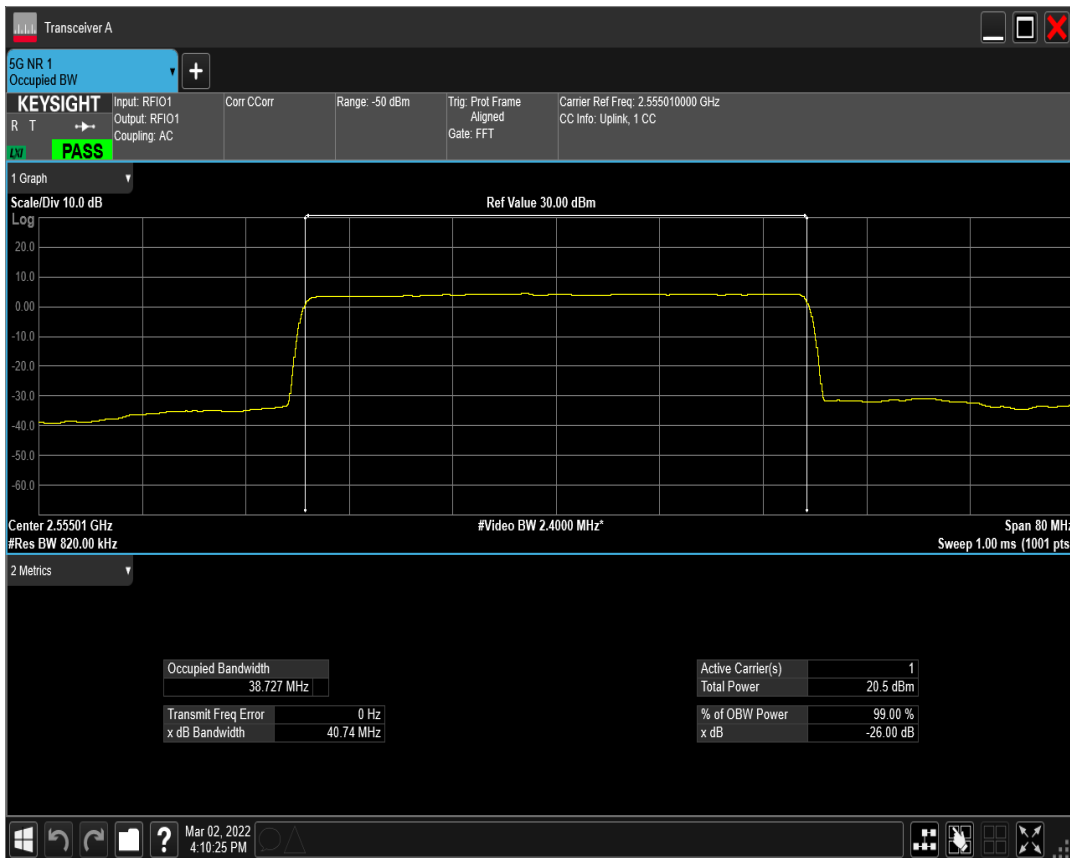 Transceiver A
5G NR 1
Occupied BW
+
KEYSIGHT
R T
LXI
PASS
Input: RFIO1
Output: RFIO1
Coupling: AC
Corr CCorr
Range: -50 dBm
Trig: Prot Frame
Aligned
Gate: FFT
Carrier Ref Freq: 2.555010000 GHz
CC Info: Uplink, 1 CC
1 Graph
Scale/Div 10.0 dB
Ref Value 30.00 dBm
Log
20.0
10.0
0.00
-10.0
-20.0
-30.0
-40.0
-50.0
-60.0
Center 2.55501 GHz
#Video BW 2.4000 MHz*
Span 80 MHz
#Res BW 820.00 kHz
Sweep 1.00 ms (1001 pts
2 Metrics
Occupied Bandwidth
38.727 MHz
Transmit Freq Error 0 Hz
x dB Bandwidth 40.74 MHz
Active Carrier(s) 1
Total Power 20.5 dBm
% of OBW Power 99.00 %
x dB -26.00 dB
?
Mar 02, 2022
4:10:25 PM